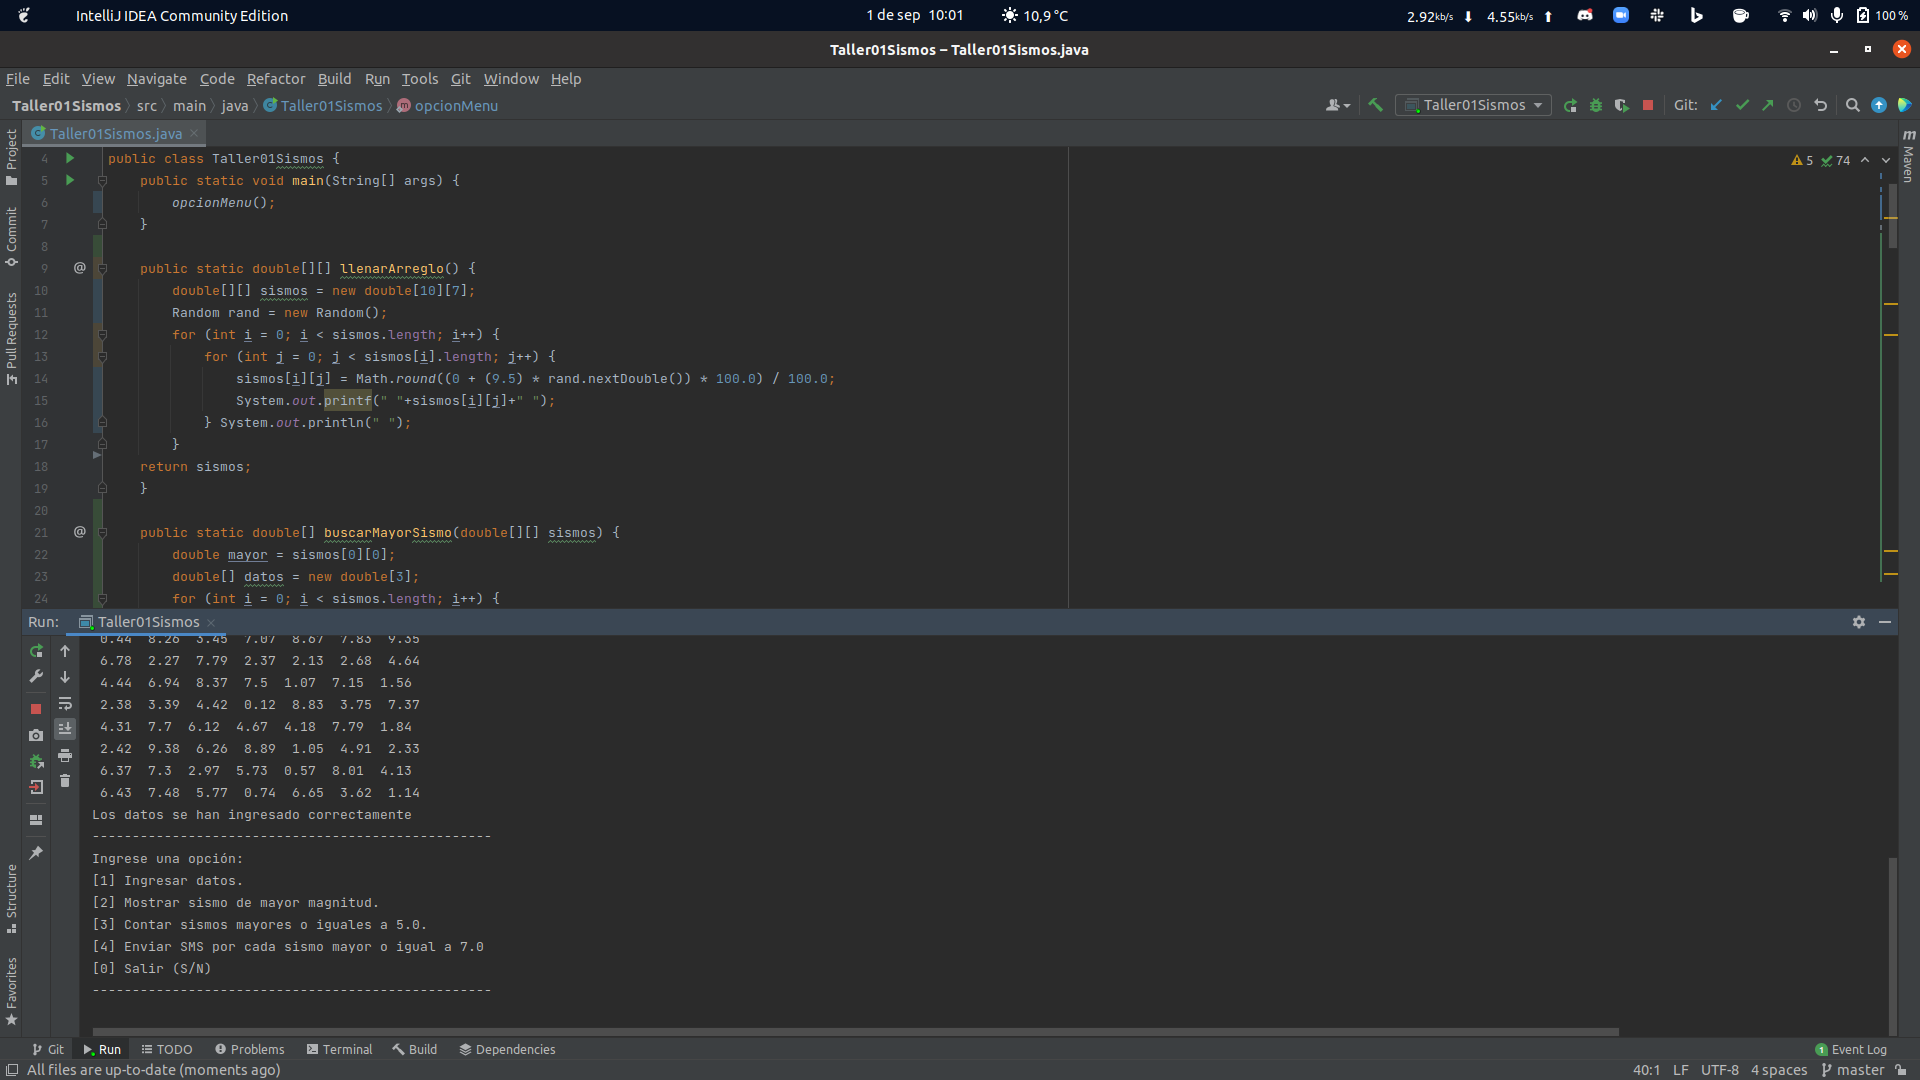 IntelliJ IDEA Community Edition
1 de sep 10:01
10,9 °C
2.92kb/s
4.55kb/s
100 %
Taller01Sismos – Taller01Sismos.java
File Edit View Navigate Code Refactor Build Run Tools Git Window Help
Taller01Sismos src main java Taller01Sismos opcionMenu
Taller01Sismos
Git:
Taller01Sismos.java
Project
Commit
Pull Requests
Structure
Favorites
Maven
5 74
4 public class Taller01Sismos {
5 public static void main(String[] args) {
6 opcionMenu();
7 }
8
9 @ public static double[][] llenarArreglo() {
10 double[][] sismos = new double[10][7];
11 Random rand = new Random();
12 for (int i = 0; i < sismos.length; i++) {
13 for (int j = 0; j < sismos[i].length; j++) {
14 sismos[i][j] = Math.round((0 + (9.5) * rand.nextDouble()) * 100.0) / 100.0;
15 System.out.printf(" "+sismos[i][j]+" ");
16 } System.out.println(" ");
17 }
18 return sismos;
19 }
20
21 @ public static double[] buscarMayorSismo(double[][] sismos) {
22 double mayor = sismos[0][0];
23 double[] datos = new double[3];
24 for (int i = 0; i < sismos.length; i++) {
Run: Taller01Sismos
0.44 8.26 3.45 7.07 8.67 7.83 9.35
6.78 2.27 7.79 2.37 2.13 2.68 4.64
4.44 6.94 8.37 7.5 1.07 7.15 1.56
2.38 3.39 4.42 0.12 8.83 3.75 7.37
4.31 7.7 6.12 4.67 4.18 7.79 1.84
2.42 9.38 6.26 8.89 1.05 4.91 2.33
6.37 7.3 2.97 5.73 0.57 8.01 4.13
6.43 7.48 5.77 0.74 6.65 3.62 1.14
Los datos se han ingresado correctamente
--------------------------------------------------
Ingrese una opción:
[1] Ingresar datos.
[2] Mostrar sismo de mayor magnitud.
[3] Contar sismos mayores o iguales a 5.0.
[4] Enviar SMS por cada sismo mayor o igual a 7.0
[0] Salir (S/N)
--------------------------------------------------
Git Run TODO Problems Terminal Build Dependencies
1 Event Log
All files are up-to-date (moments ago)
40:1 LF UTF-8 4 spaces master